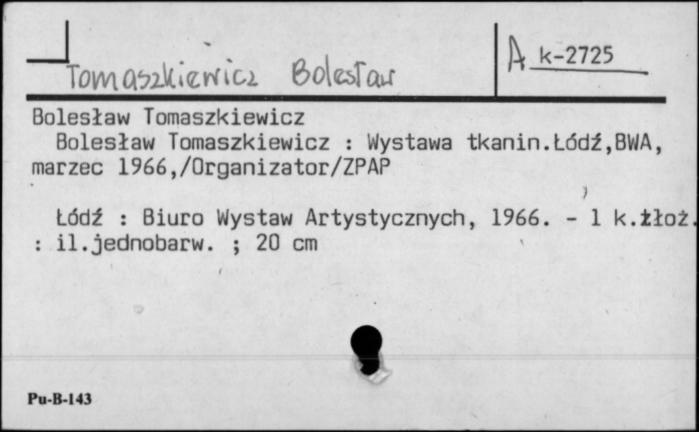 Tomaszkiewicz Bolesław
A k-2725
Bolesław Tomaszkiewicz
Bolesław Tomaszkiewicz : Wystawa tkanin.Łódź,BWA,
marzec 1966,/Organizator/ZPAP
Łódź : Biuro Wystaw Artystycznych, 1966. - 1 k.złoż.
: il.jednobarw. ; 20 cm
Pu-B-143